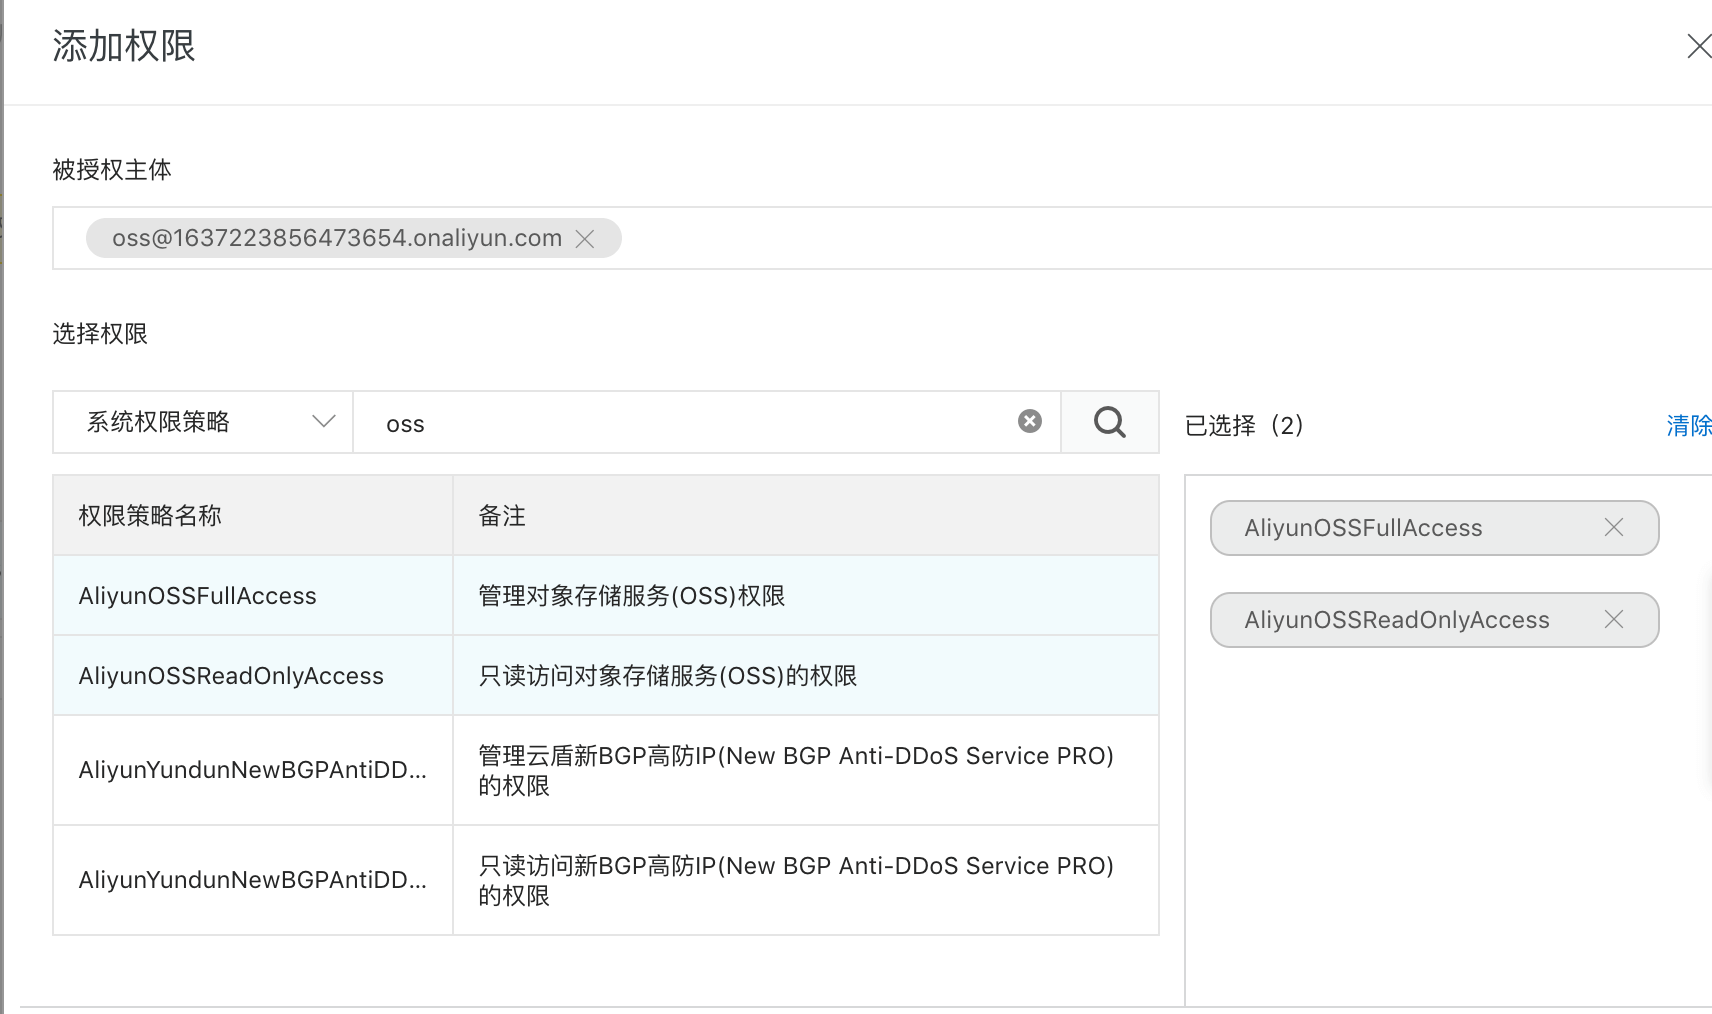 添加权限
被授权主体
oss@1637223856473654.onaliyun.com
选择权限
系统权限策略
oss
已选择（2）
清除
权限策略名称
备注
AliyunOSSFullAccess
管理对象存储服务(OSS)权限
AliyunOSSReadOnlyAccess
只读访问对象存储服务(OSS)的权限
AliyunYundunNewBGPAntiDD...
管理云盾新BGP高防IP(New BGP Anti-DDoS Service PRO)
的权限
AliyunYundunNewBGPAntiDD...
只读访问新BGP高防IP(New BGP Anti-DDoS Service PRO)
的权限
AliyunOSSFullAccess
AliyunOSSReadOnlyAccess